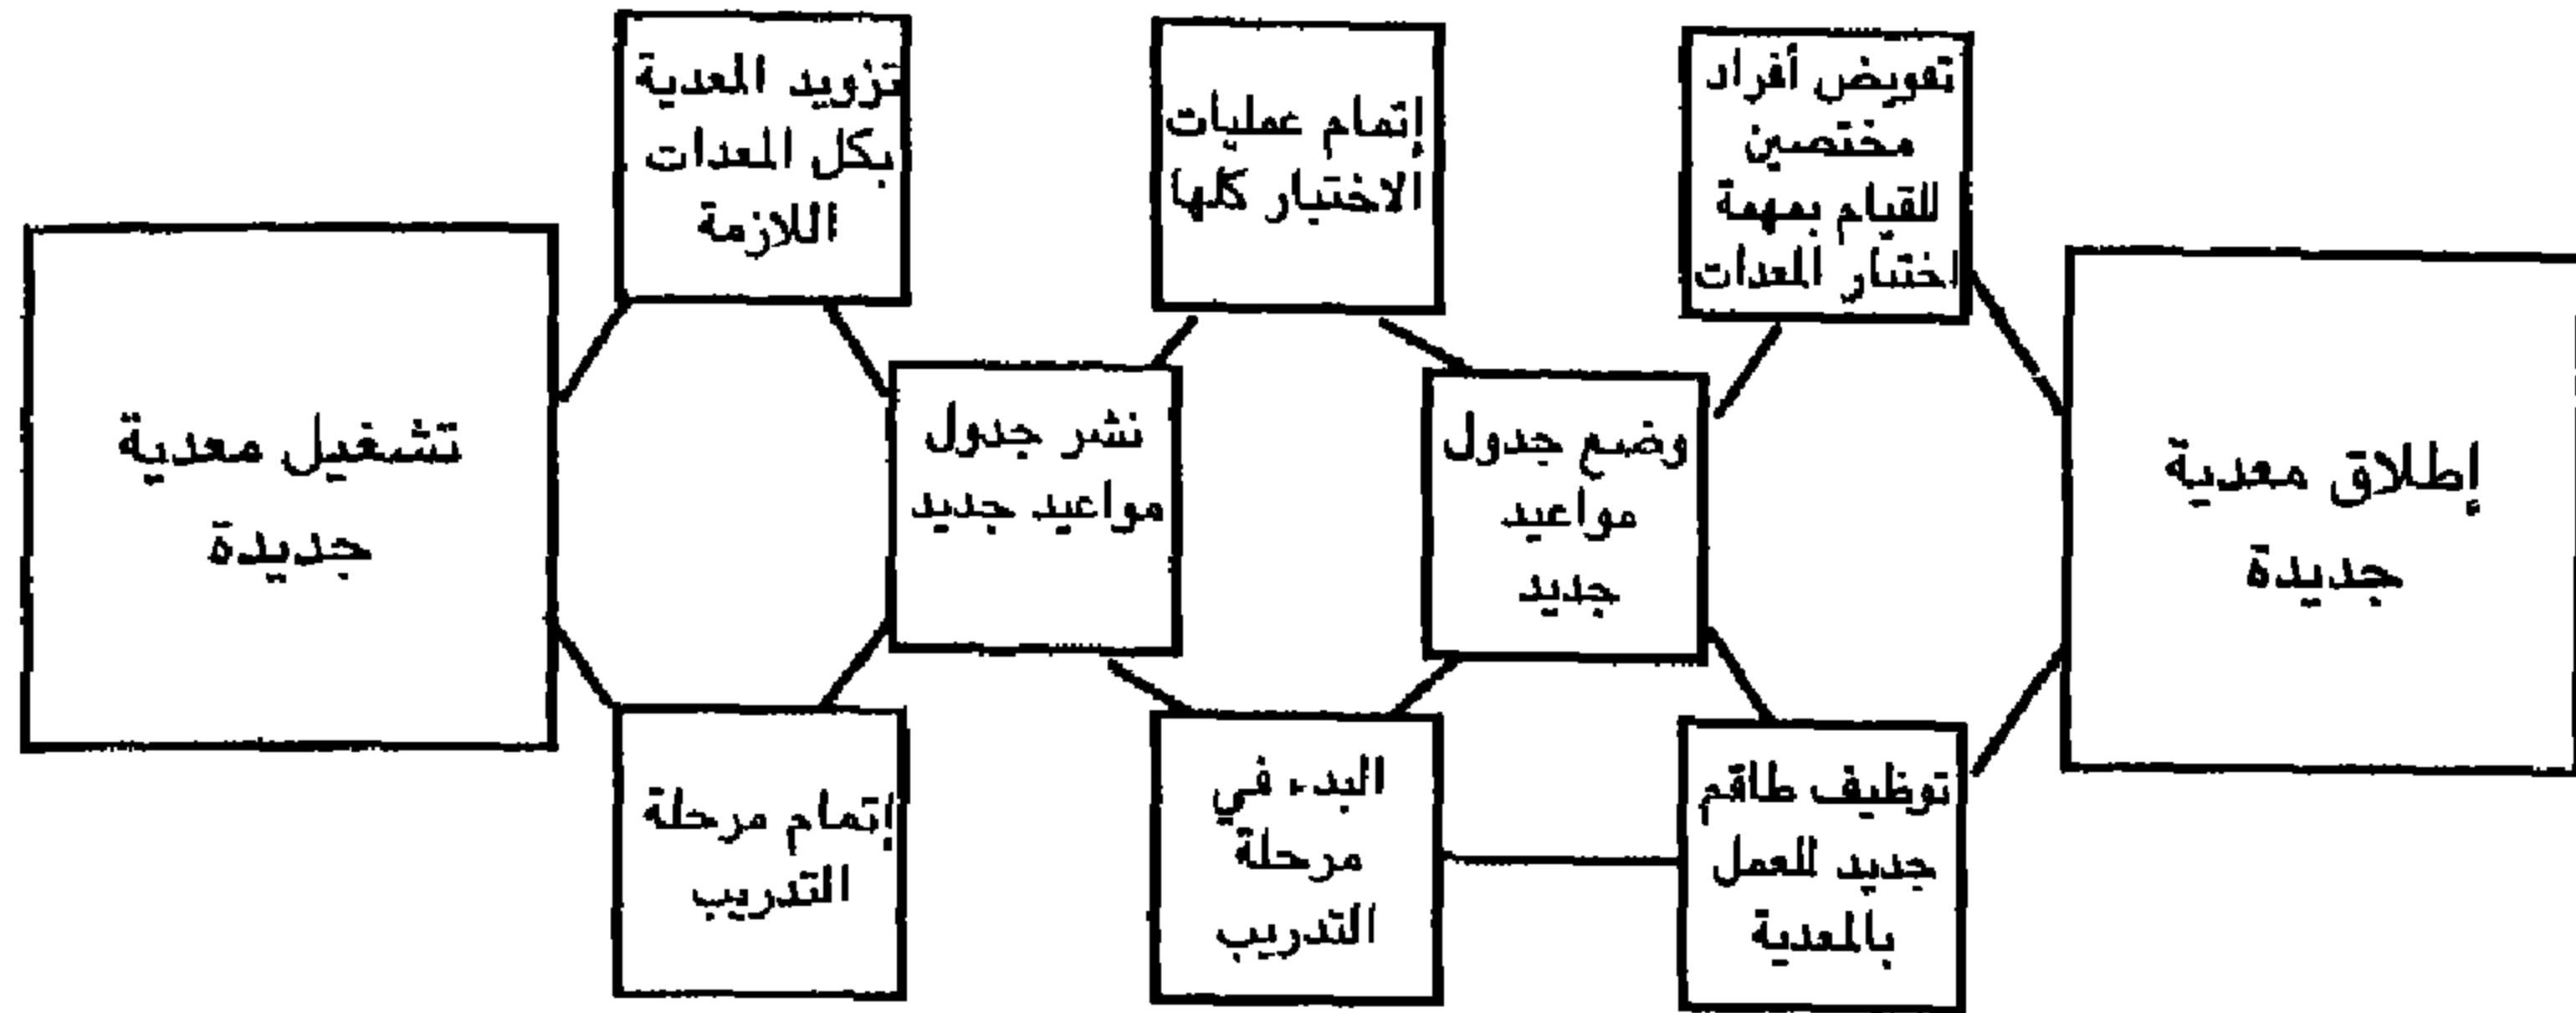 إطلاق معدية
جديدة
تفويض أفراد
مختصين
للقيام بمهمة
اختبار المعدات
توظيف طاقم
جديد للعمل
بالمعدية
وضع جدول
مواعيد
جديد
إتمام عمليات
الاختبار كلها
البدء في
مرحلة
التدريب
نشر جدول
مواعيد جديد
تزويد المعدية
بكل المعدات
اللازمة
إتمام مرحلة
التدريب
تشغيل معدية
جديدة